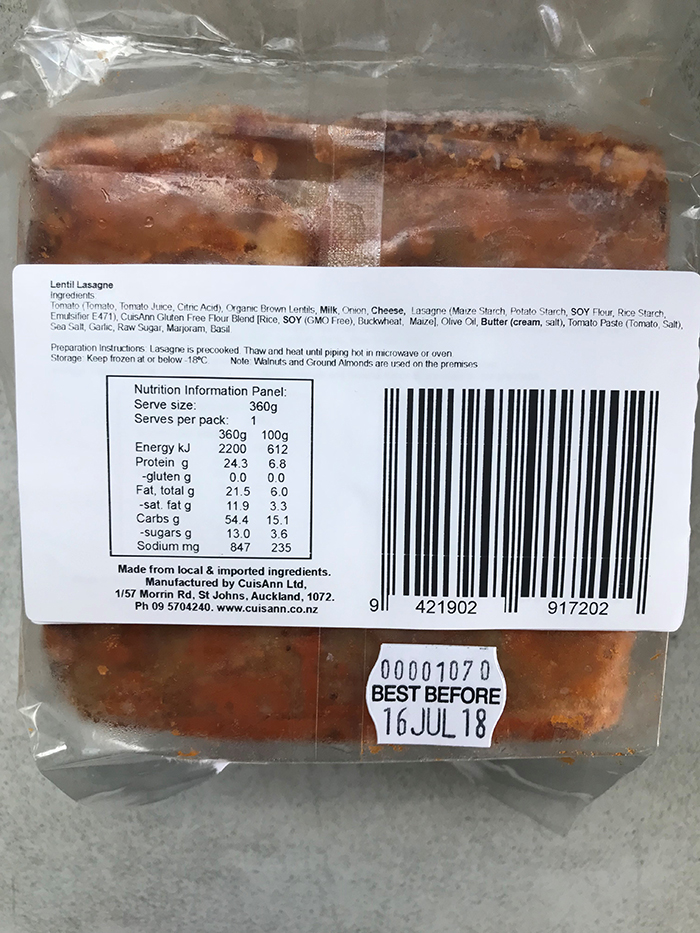 Lentil Lasagne
Ingredients
Tomato (Tomato, Tomato Juice, Citric Acid), Organic Brown Lentils, Milk, Onion, Cheese, Lasagne (Maize Starch, Potato Starch, SOY Flour, Rice Starch,
Emulsifier E471), CuisAnn Gluten Free Flour Blend [Rice, SOY (GMO Free), Buckwheat, Maize], Olive Oil, Butter (cream, salt), Tomato Paste (Tomato, Salt),
Sea Salt, Garlic, Raw Sugar, Marjoram, Basil
Preparation Instructions: Lasagne is precooked. Thaw and heat until piping hot in microwave or oven
Storage: Keep frozen at or below -18°C Note: Walnuts and Ground Almonds are used on the premises
Nutrition Information Panel:
Serve size: 360g
Serves per pack: 1
360g 100g
Energy kJ 2200 612
Protein g 24.3 6.8
-gluten g 0.0 0.0
Fat, total g 21.5 6.0
-sat. fat g 11.9 3.3
Carbs g 54.4 15.1
-sugars g 13.0 3.6
Sodium mg 847 235
Made from local & imported ingredients.
Manufactured by CuisAnn Ltd,
1/57 Morrin Rd, St Johns, Auckland, 1072.
Ph 09 5704240. www.cuisann.co.nz
9 421902 917202
00001070
BEST BEFORE
16 JUL 18